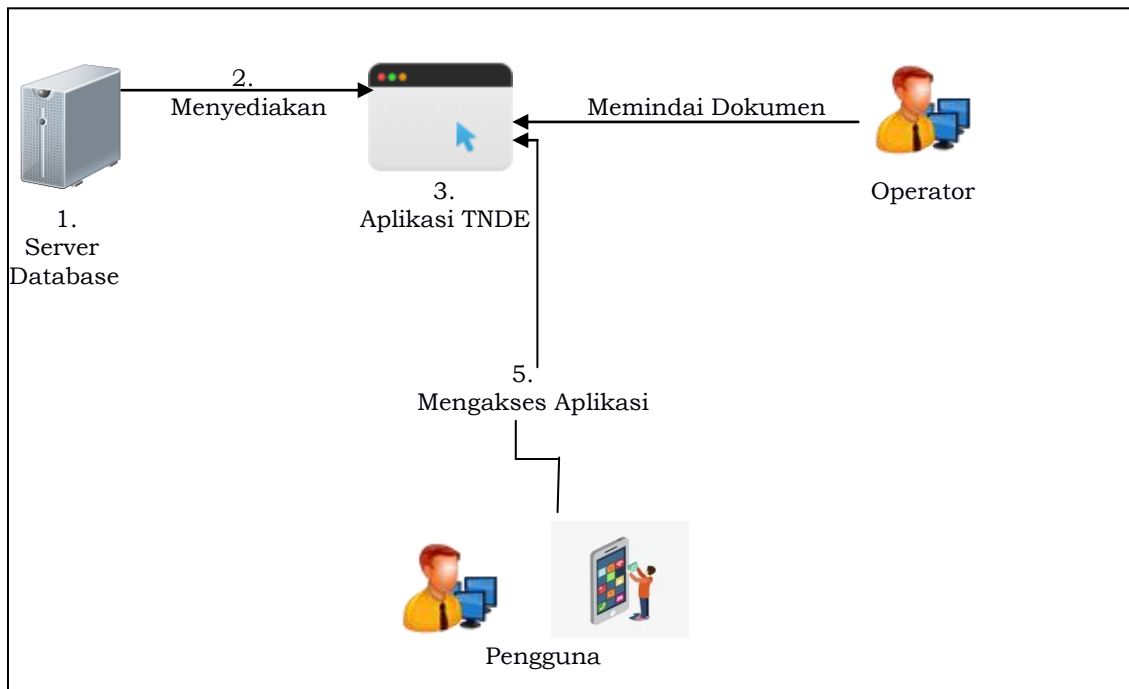 2.
Menyediakan
Memindai Dokumen
Operator
3.
Aplikasi TNDE
1.
Server
Database
5.
Mengakses Aplikasi
Pengguna